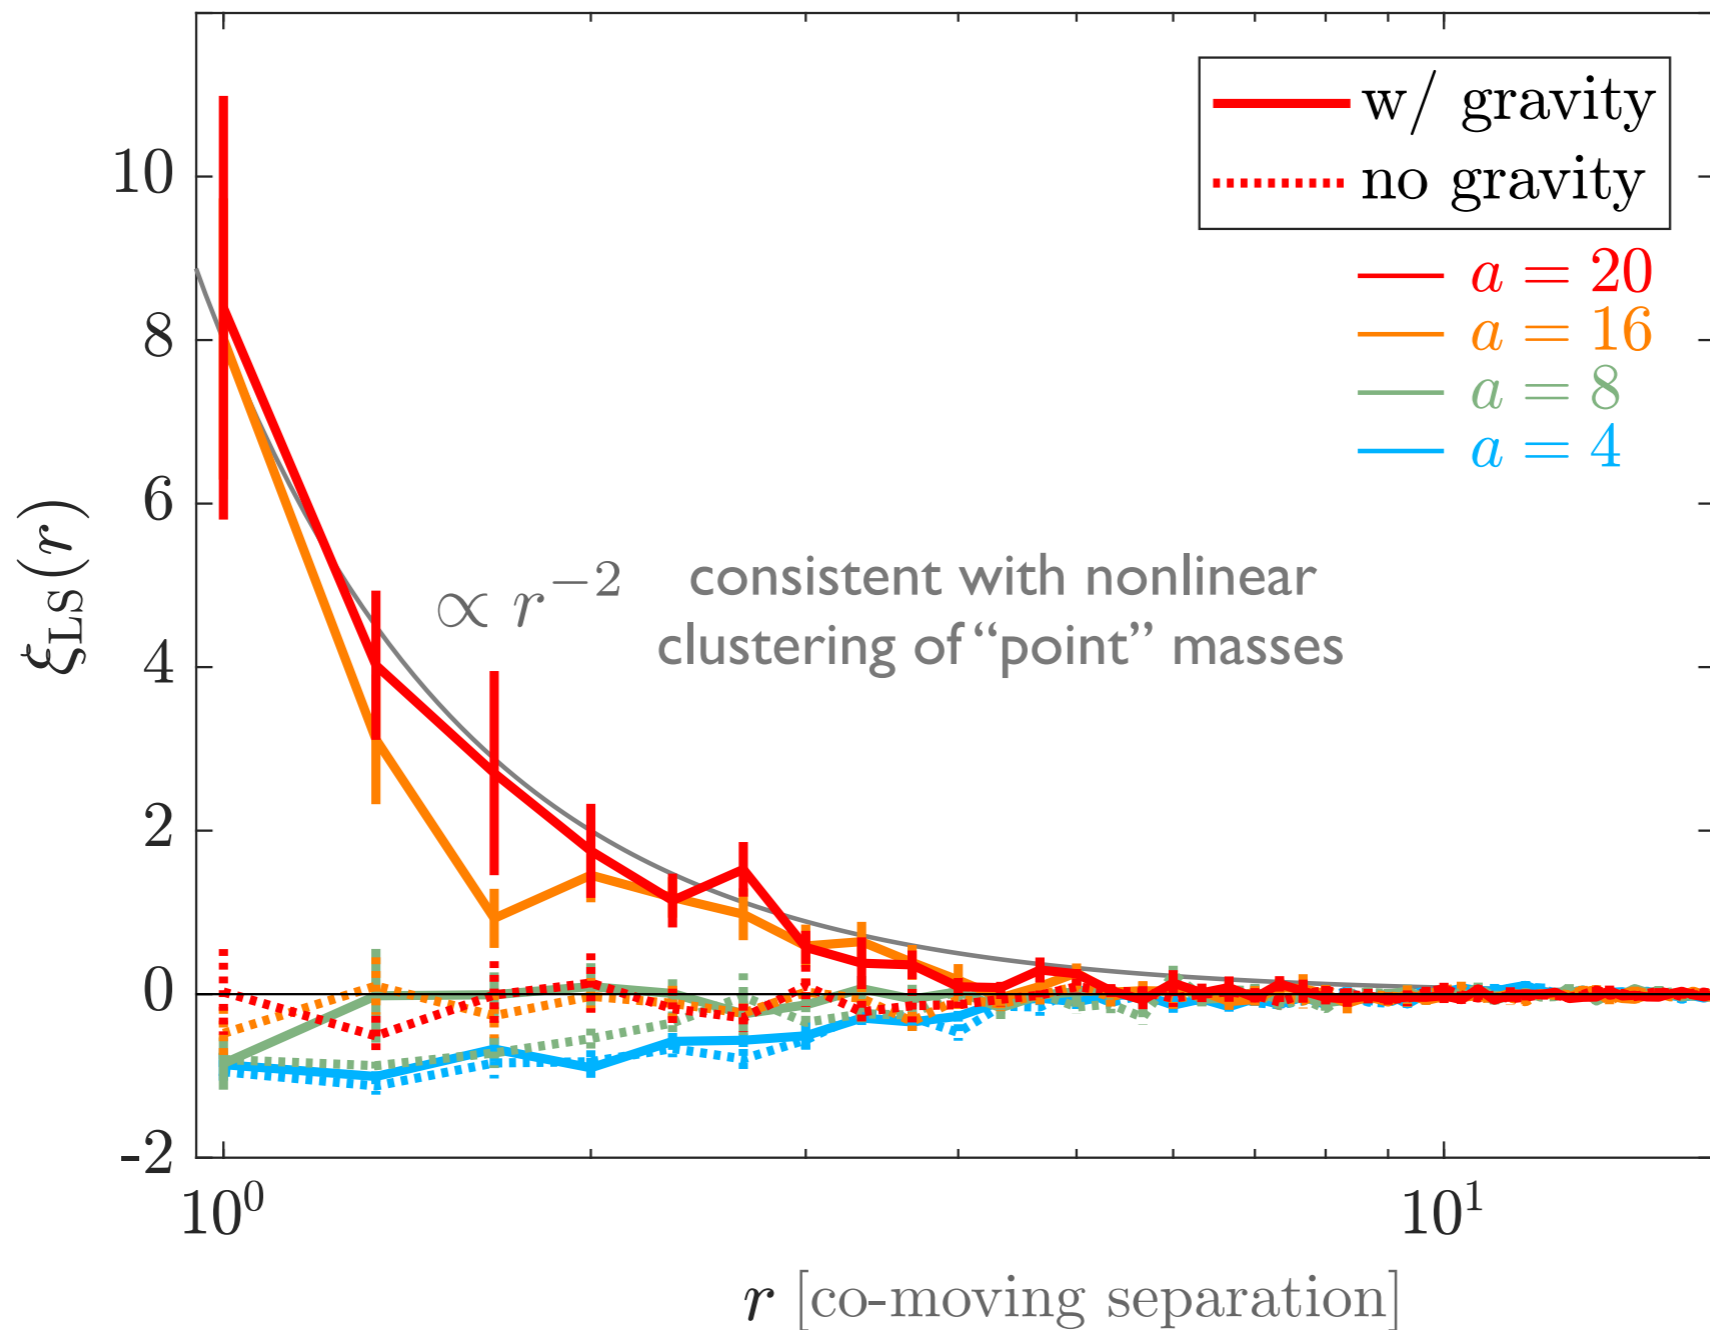 w/ gravity
no gravity
a = 20
a = 16
a = 8
a = 4
10
8
6
4
2
0
-2
ξ_LS(r)
∝ r^{-2}
consistent with nonlinear
clustering of “point” masses
10^0
10^1
r [co-moving separation]